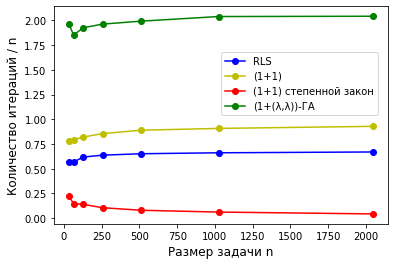 2.00
1.75
1.50
1.25
1.00
0.75
0.50
0.25
0.00
Количество итераций / n
RLS
(1+1)
(1+1) степенной закон
(1+(λ,λ))-ГА
0 250 500 750 1000 1250 1500 1750 2000
Размер задачи n